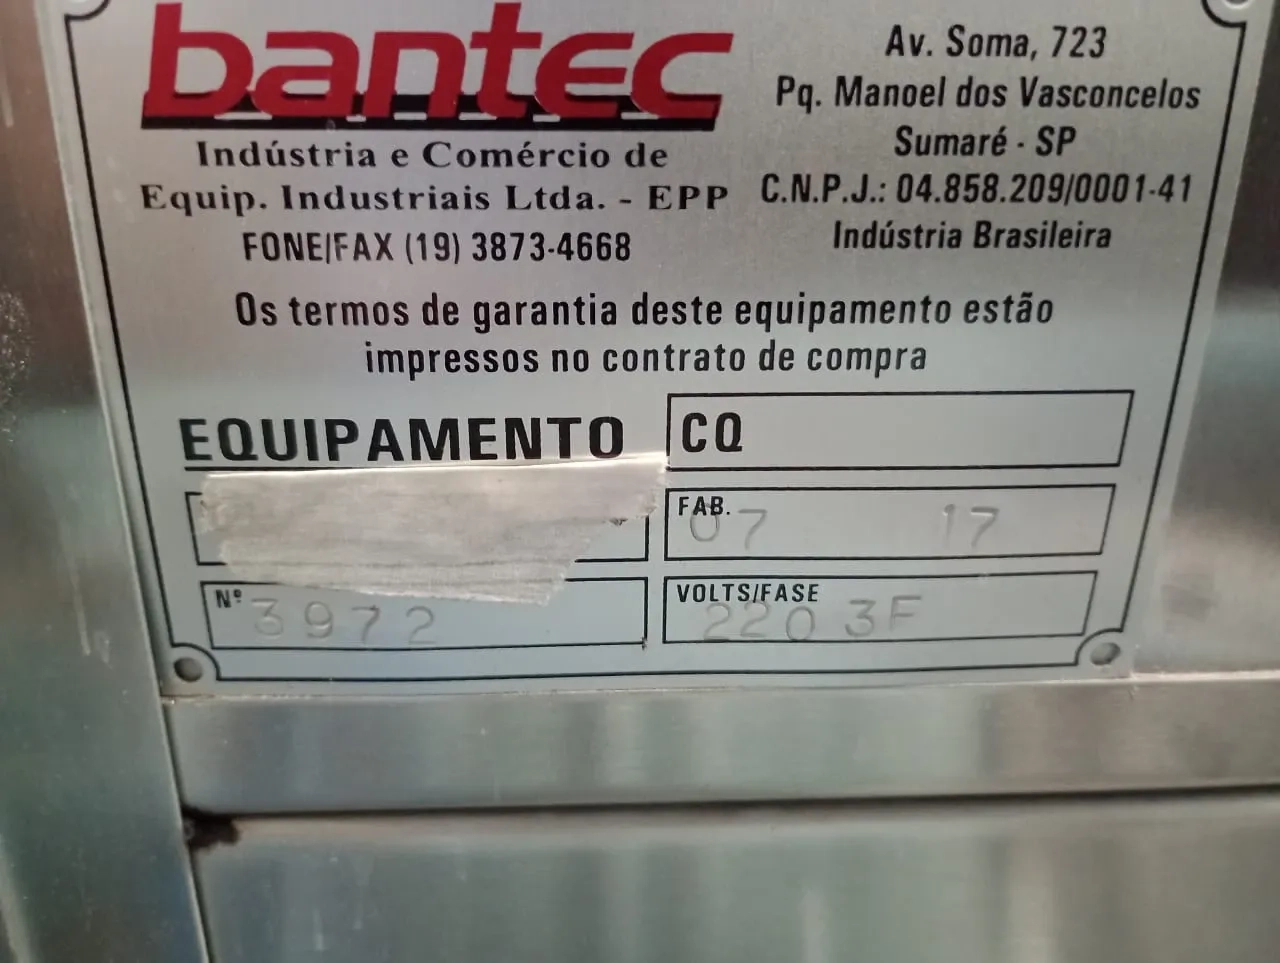 bantec
Indústria e Comércio de
Equip. Industriais Ltda. - EPP
FONE/FAX (19) 3873-4668
Av. Soma, 723
Pq. Manoel dos Vasconcelos
Sumaré - SP
C.N.P.J.: 04.858.209/0001-41
Indústria Brasileira
Os termos de garantia deste equipamento estão
impressos no contrato de compra
EQUIPAMENTO CQ
FAB. 07 17
Nº 3972
VOLTS/FASE 220 3F